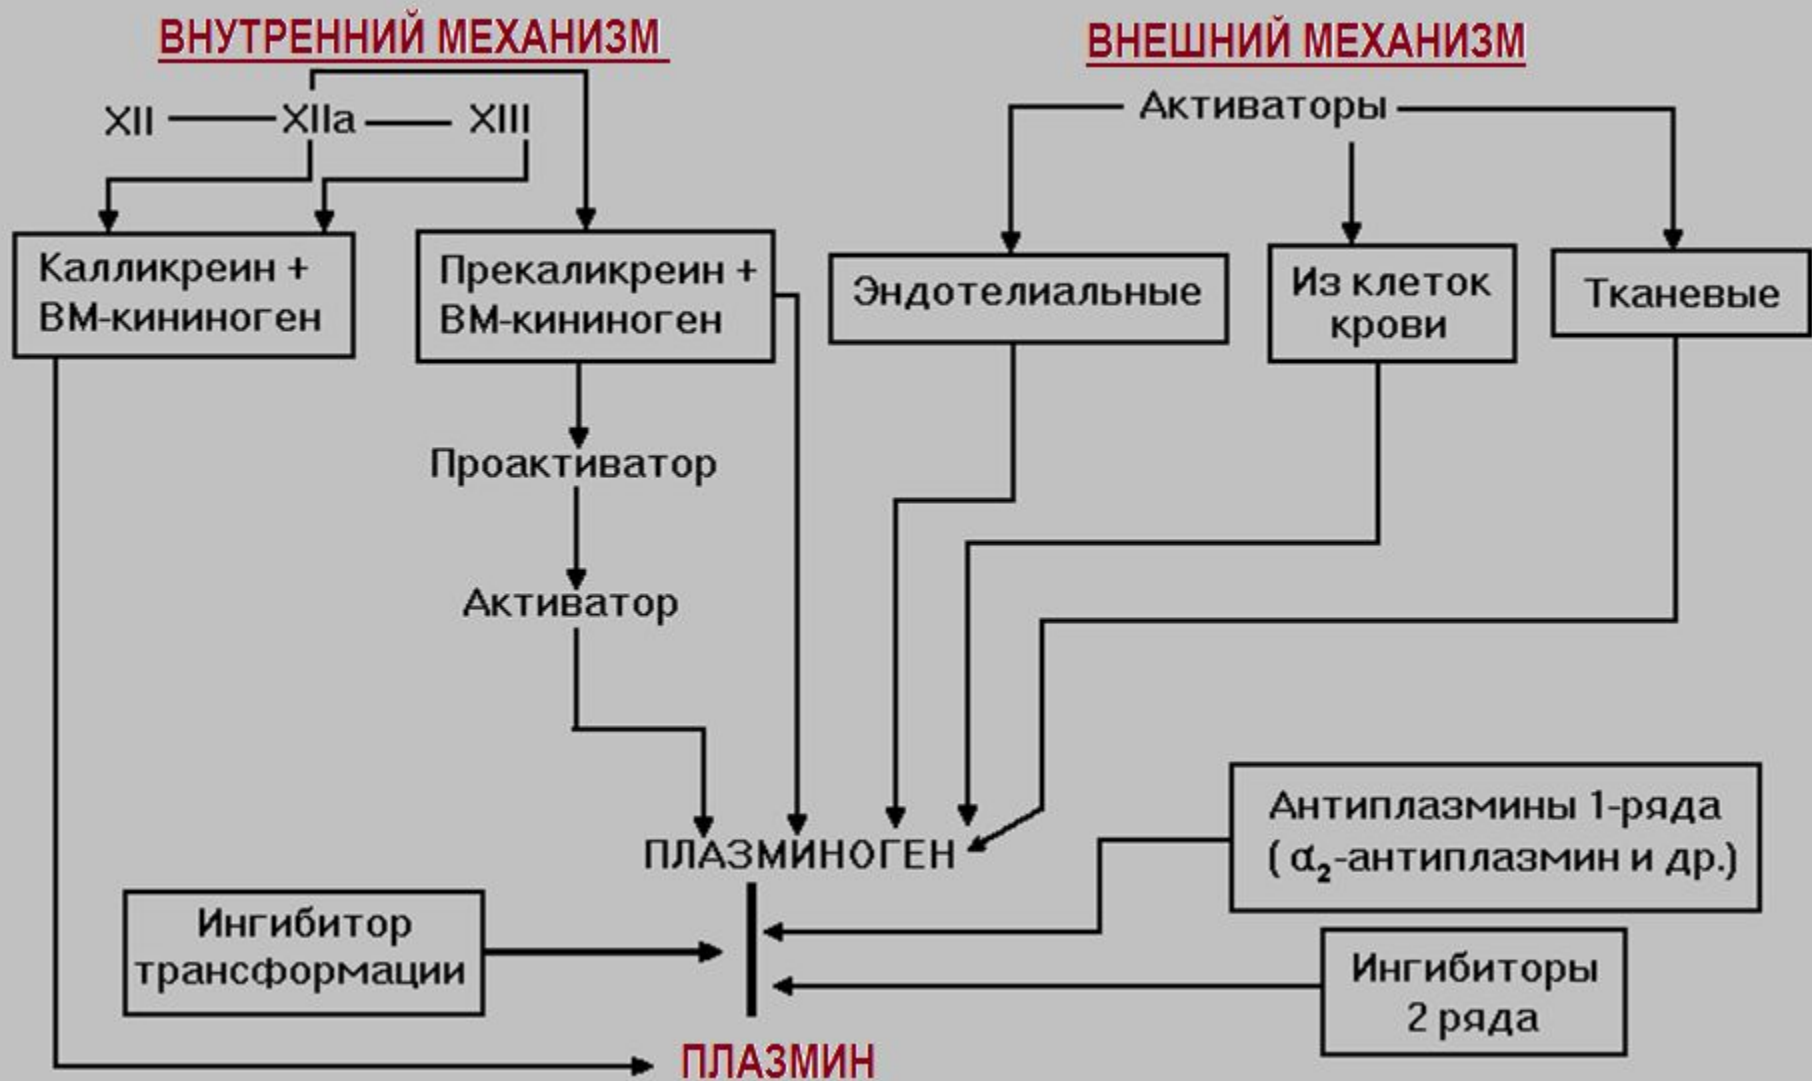 ВНУТРЕННИЙ МЕХАНИЗМ
ВНЕШНИЙ МЕХАНИЗМ
XII
XIIa
XIII
Активаторы
Калликреин +
ВМ-кининоген
Прекаликреин +
ВМ-кининоген
Эндотелиальные
Из клеток
крови
Тканевые
Проактиватор
Активатор
ПЛАЗМИНОГЕН
Антиплазмины 1-ряда
( α₂-антиплазмин и др.)
Ингибитор
трансформации
Ингибиторы
2 ряда
ПЛАЗМИН